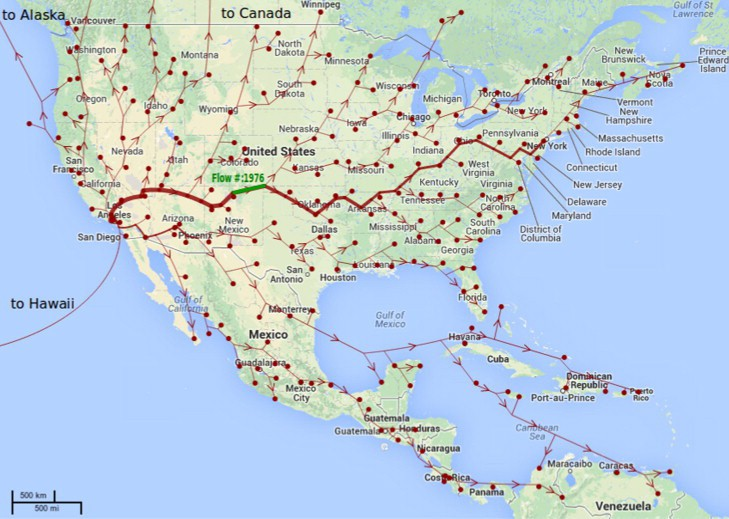 to Alaska
to Canada
Winnipeg
Gulf of St
Lawrence
Vancouver
Washington
Montana
North
Dakota
Minnesota
New
Brunswick
Prince
Edward
Island
Montreal
Maine
Nova
Scotia
Oregon
Idaho
Wyoming
South
Dakota
Wisconsin
Michigan
Toronto
Vermont
New
Hampshire
Nebraska
Iowa
Chicago
New York
Massachusetts
Nevada
Utah
United States
Colorado
Illinois
Indiana
Ohio
Pennsylvania
New York
Rhode Island
San
Francisco
California
Flow #:1976
Kansas
Missouri
West
Virginia
Connecticut
New Jersey
Kentucky
Virginia
Delaware
Maryland
Los
Angeles
Arizona
New
Mexico
Oklahoma
Arkansas
Tennessee
North
Carolina
District of
Columbia
San Diego
Phoenix
Dallas
Mississippi
Alabama
South
Carolina
Georgia
Texas
San
Antonio
Houston
Louisiana
to Hawaii
Gulf of
California
Monterrey
Gulf of
Mexico
Florida
Mexico
Havana
Cuba
Guadalajara
Mexico
City
Dominican
Republic
Port-au-Prince
Puerto
Rico
Guatemala
Guatemala
Honduras
Caribbean
Sea
Nicaragua
Maracaibo
Caracas
Costa Rica
Panama
Venezuela
500 km
500 mi